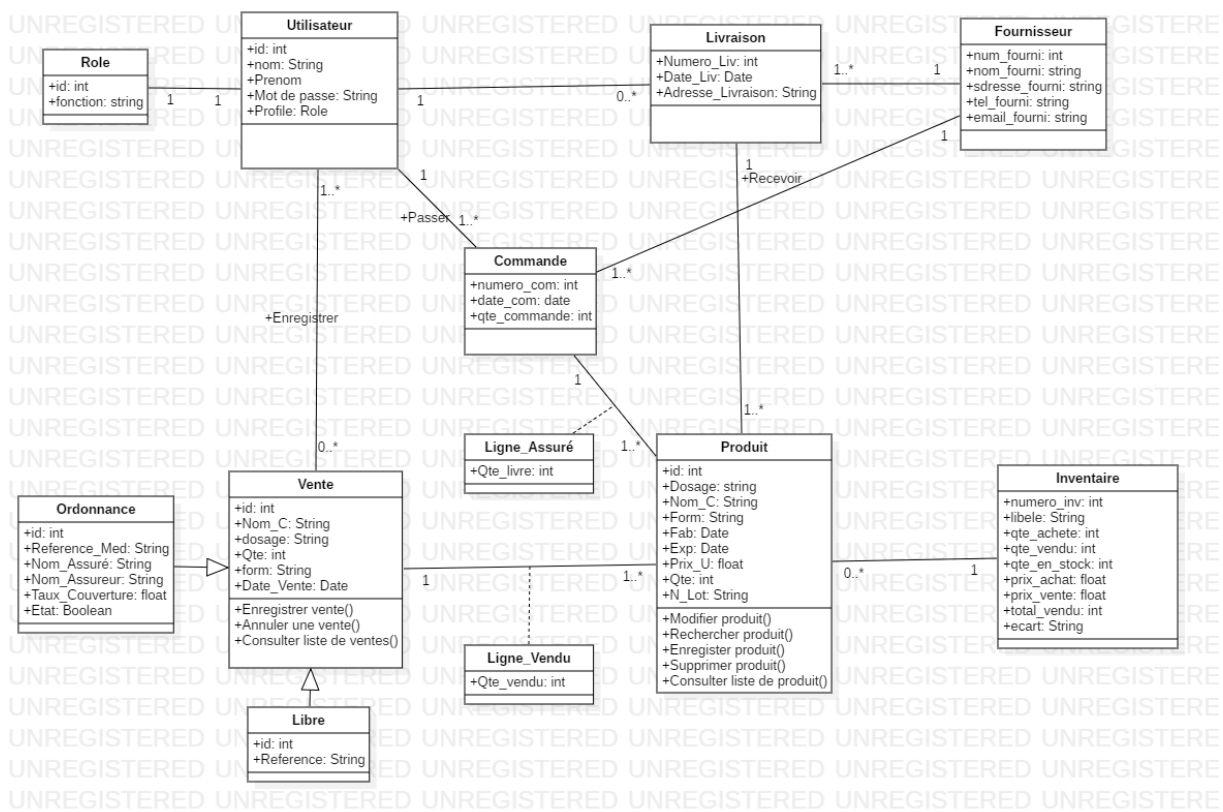 UNREGISTERED UNREGISTERED UNREGISTERED UNREGISTERED UNREGISTERED UNREGISTERE
Role
+id: int
+fonction: string
1
1
Utilisateur
+id: int
+nom: String
+Prenom
+Mot de passe: String
+Profile: Role
1
0..*
Livraison
+Numero_Liv: int
+Date_Liv: Date
+Adresse_Livraison: String
1..*
1
Fournisseur
+num_fourni: int
+nom_fourni: string
+sdresse_fourni: string
+tel_fourni: string
+email_fourni: string
1
1..*
1
+Passer
1..*
1
+Recevoir
1..*
Commande
+numero_com: int
+date_com: date
+qte_commande: int
1..*
+Enregistrer
0..*
1
1..*
Ligne_Assuré
+Qte_livre: int
Produit
+id: int
+Dosage: string
+Nom_C: String
+Form: String
+Fab: Date
+Exp: Date
+Prix_U: float
+Qte: int
+N_Lot: String
+Modifier produit()
+Rechercher produit()
+Enregister produit()
+Supprimer produit()
+Consulter liste de produit()
0..*
1
Inventaire
+numero_inv: int
+libele: String
+qte_achete: int
+qte_vendu: int
+qte_en_stock: int
+prix_achat: float
+prix_vente: float
+total_vendu: int
+ecart: String
Ordonnance
+id: int
+Reference_Med: String
+Nom_Assuré: String
+Nom_Assureur: String
+Taux_Couverture: float
+Etat: Boolean
Vente
+id: int
+Nom_C: String
+dosage: String
+Qte: int
+form: String
+Date_Vente: Date
+Enregistrer vente()
+Annuler une vente()
+Consulter liste de ventes()
1
1..*
Ligne_Vendu
+Qte_vendu: int
Libre
+id: int
+Reference: String